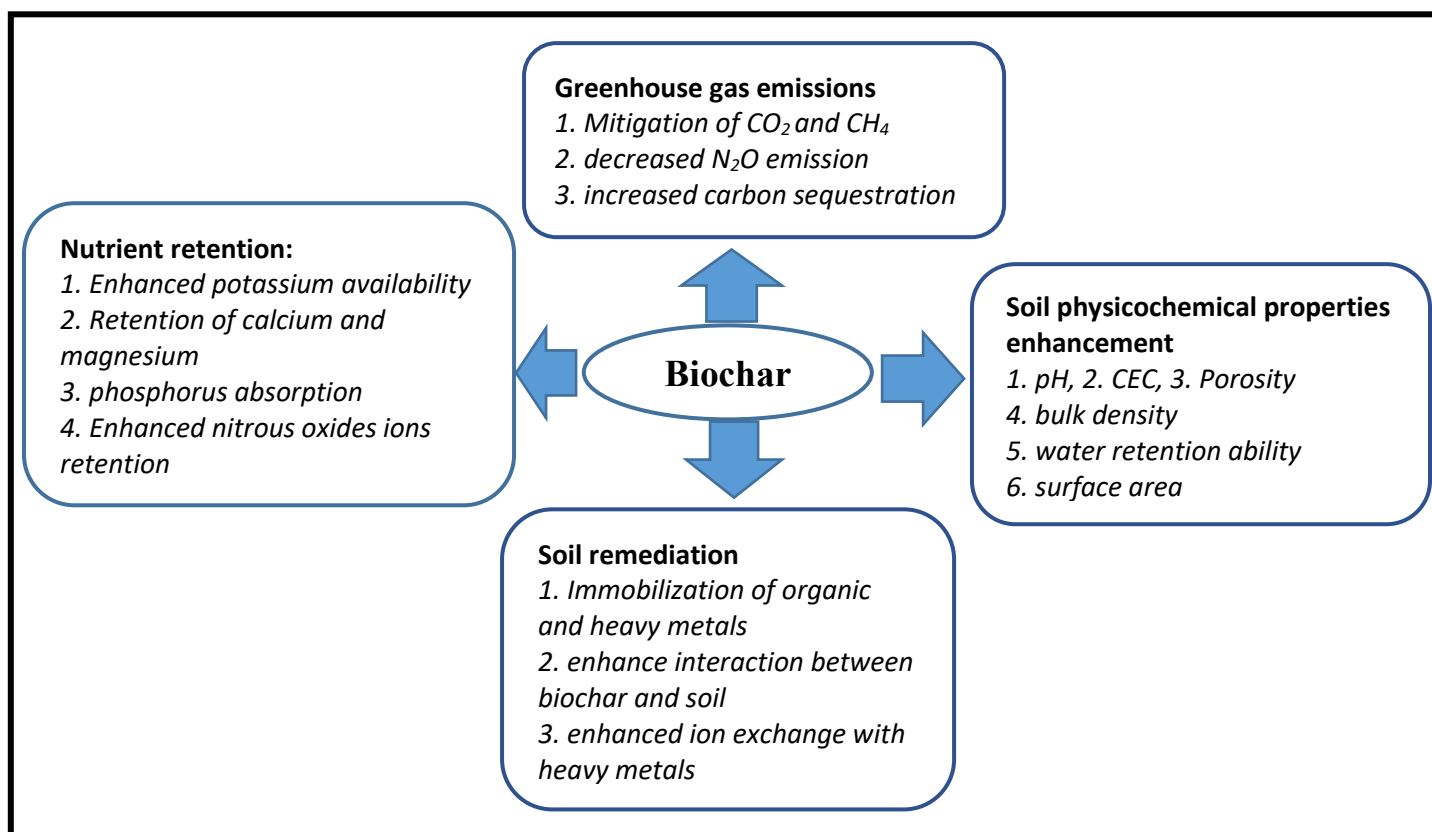 Greenhouse gas emissions
1. Mitigation of CO₂ and CH₄
2. decreased N₂O emission
3. increased carbon sequestration
Nutrient retention:
1. Enhanced potassium availability
2. Retention of calcium and
magnesium
3. phosphorus absorption
4. Enhanced nitrous oxides ions
retention
Biochar
Soil physicochemical properties
enhancement
1. pH, 2. CEC, 3. Porosity
4. bulk density
5. water retention ability
6. surface area
Soil remediation
1. Immobilization of organic
and heavy metals
2. enhance interaction between
biochar and soil
3. enhanced ion exchange with
heavy metals